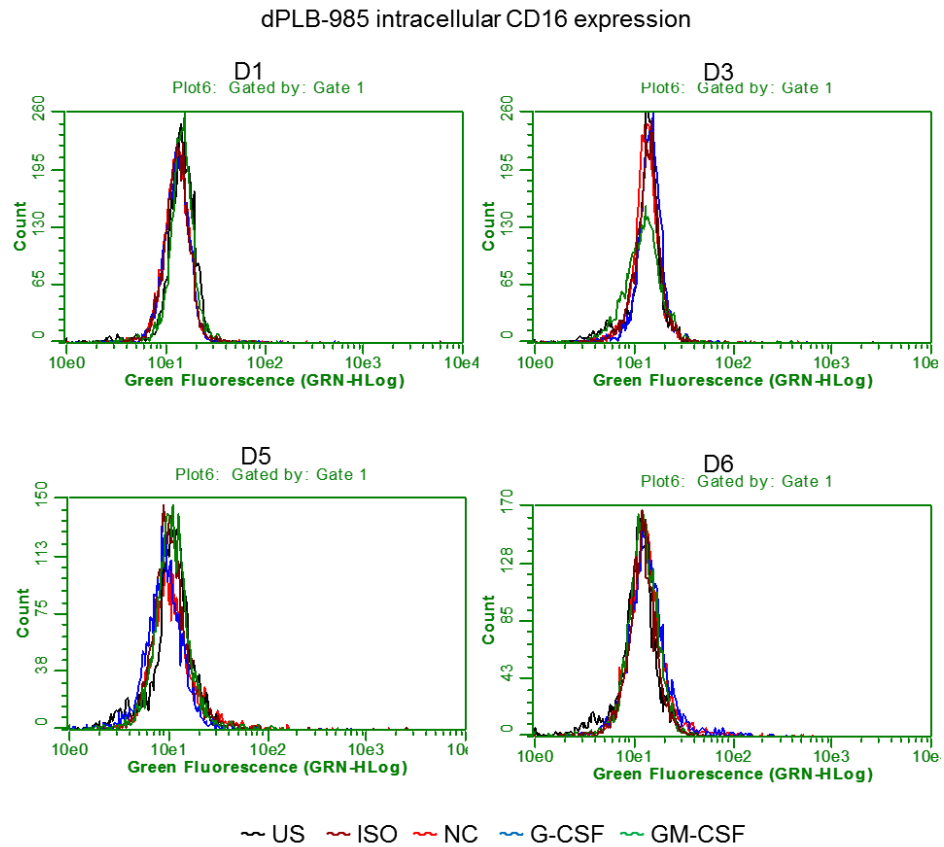 dPLB-985 intracellular CD16 expression
D1
Plot6: Gated by: Gate 1
260
195
130
65
0
Count
10e0 10e1 10e2 10e3 10e4
Green Fluorescence (GRN-HLog)
D3
Plot6: Gated by: Gate 1
260
195
130
65
0
Count
10e0 10e1 10e2 10e3 10e
Green Fluorescence (GRN-HLog)
D5
Plot6: Gated by: Gate 1
150
113
75
38
0
Count
10e0 10e1 10e2 10e3 10e
Green Fluorescence (GRN-HLog)
D6
Plot6: Gated by: Gate 1
170
128
85
43
0
Count
10e0 10e1 10e2 10e3 10e
Green Fluorescence (GRN-HLog)
US ISO NC G-CSF GM-CSF